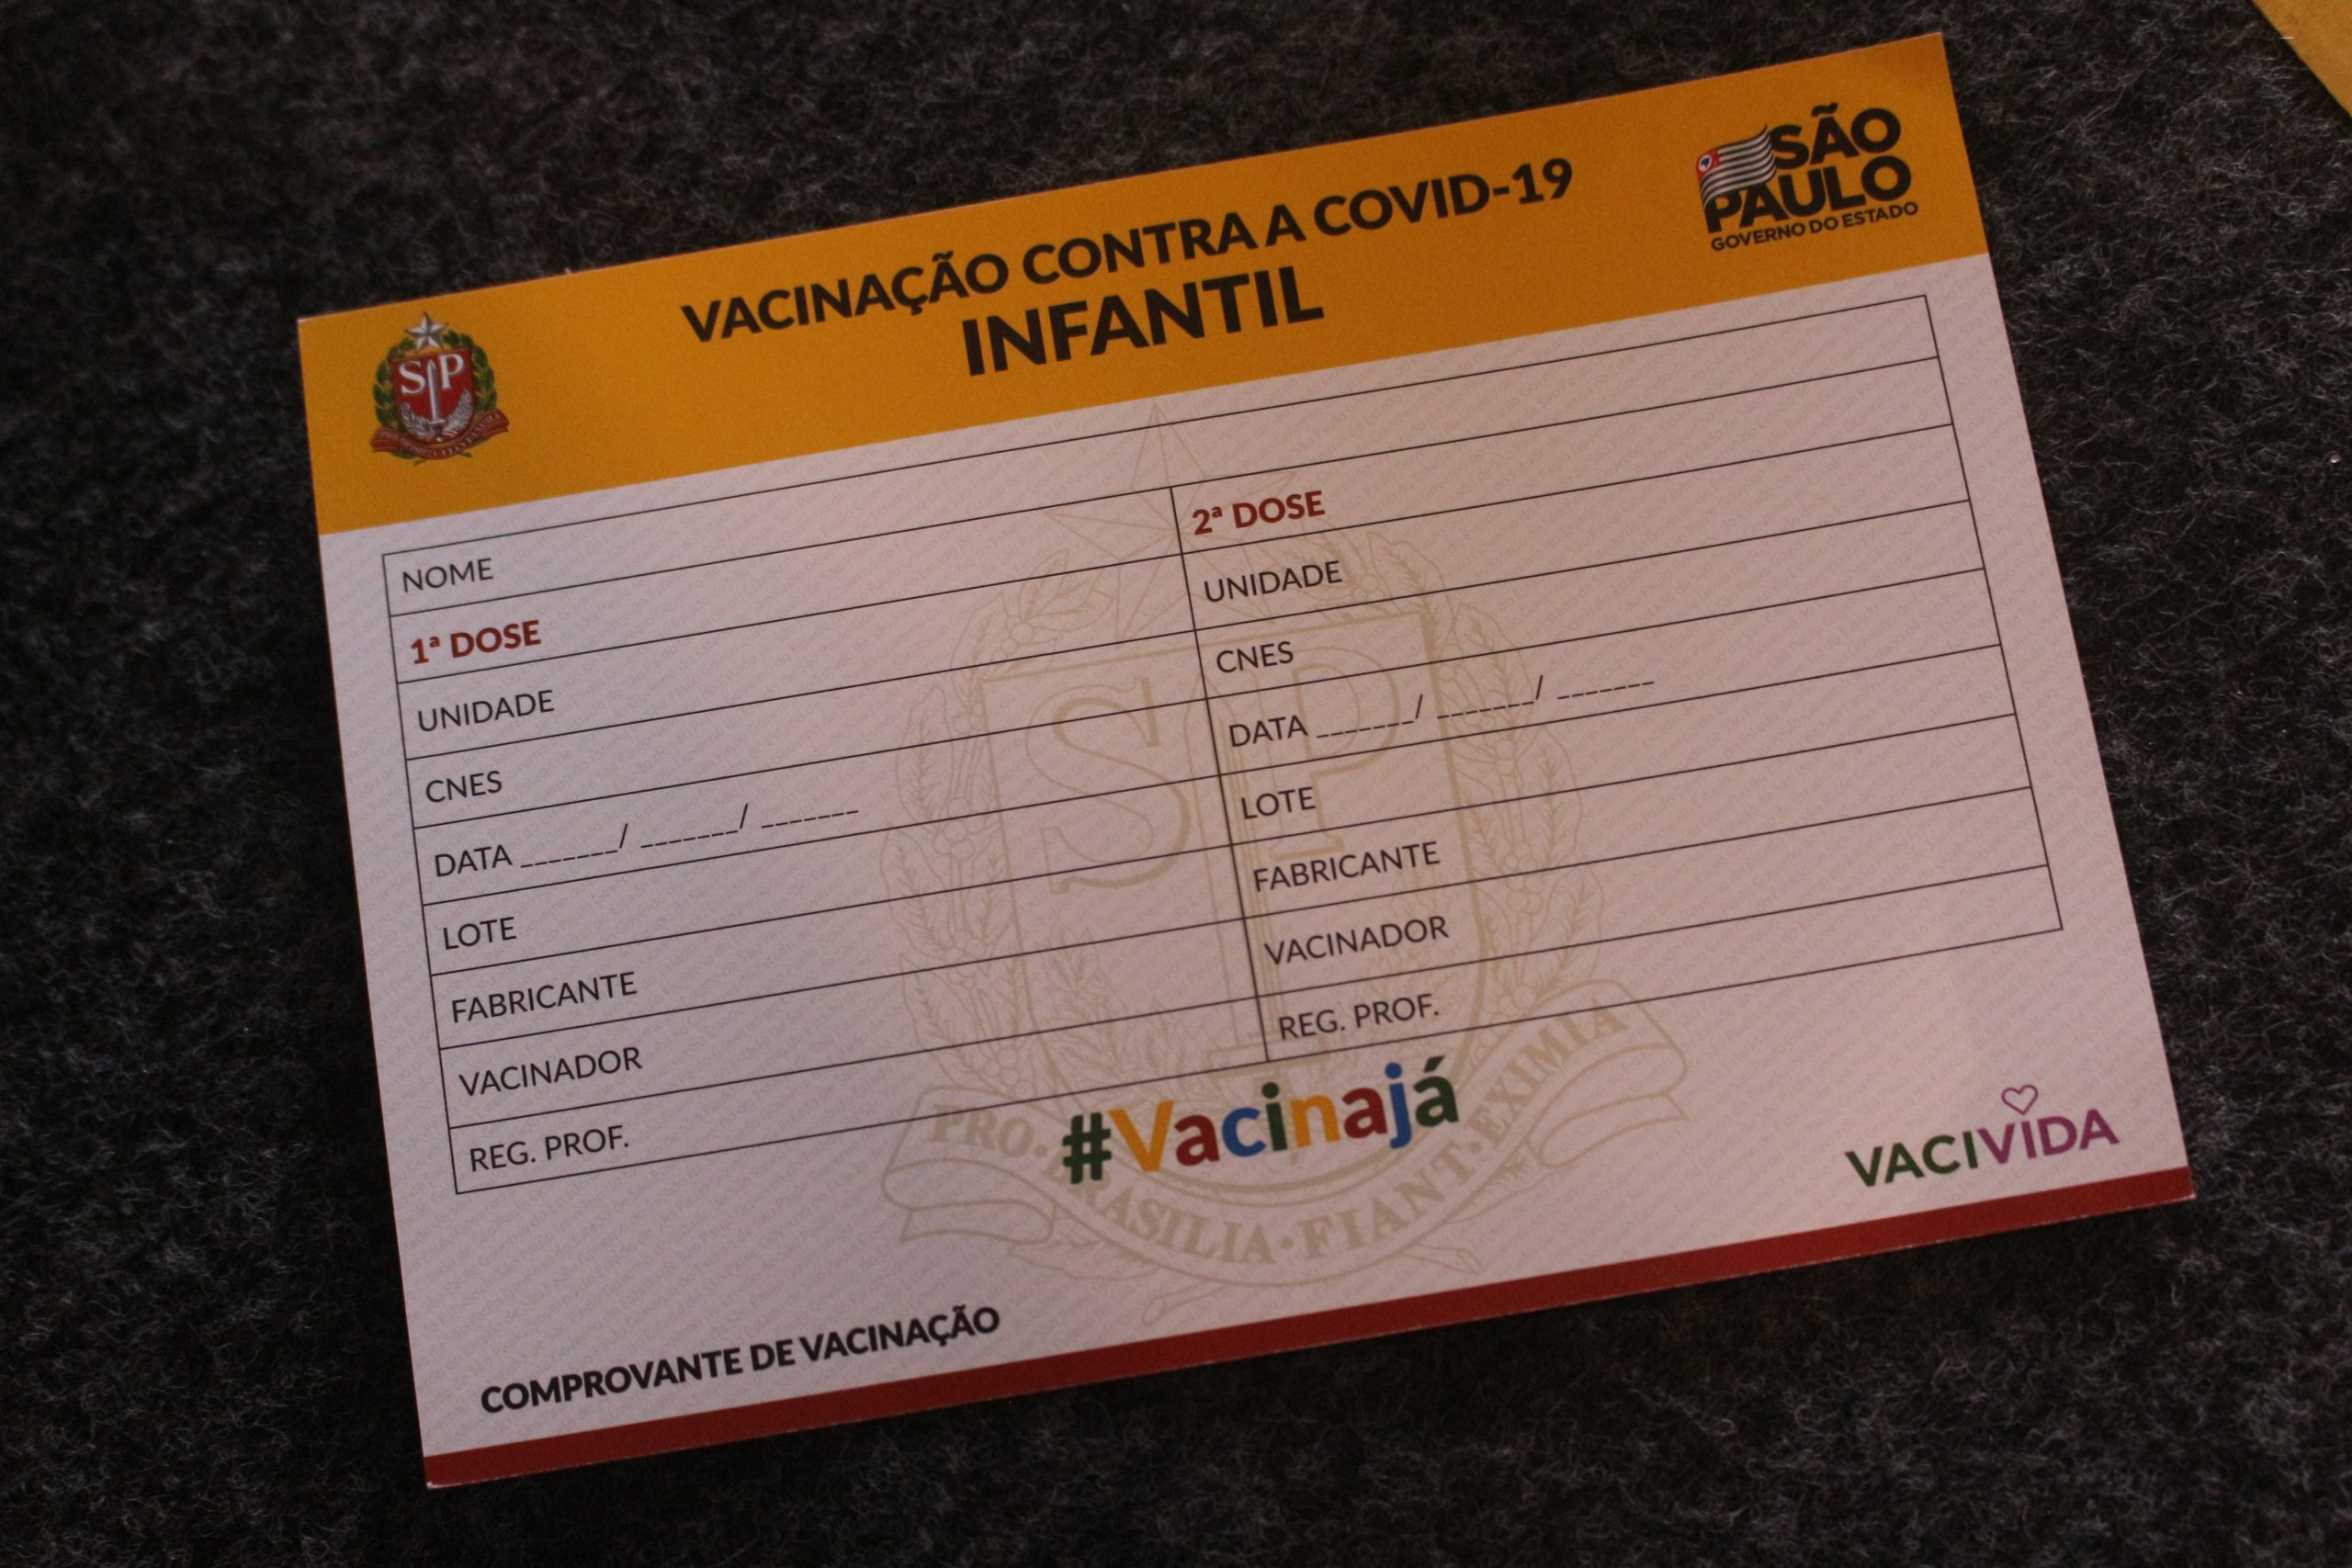 VACINAÇÃO CONTRA A COVID-19
INFANTIL
SÃO
PAULO
GOVERNO DO ESTADO
SP
NOME
1ª DOSE
UNIDADE
CNES
DATA ______/ ______/ ______
LOTE
FABRICANTE
VACINADOR
REG. PROF.
2ª DOSE
UNIDADE
CNES
DATA ______/ ______/ ______
LOTE
FABRICANTE
VACINADOR
REG. PROF.
SP
PRO·BRASILIA·FIANT·EXIMIA
#Vacinajá
VACIVIDA
COMPROVANTE DE VACINAÇÃO